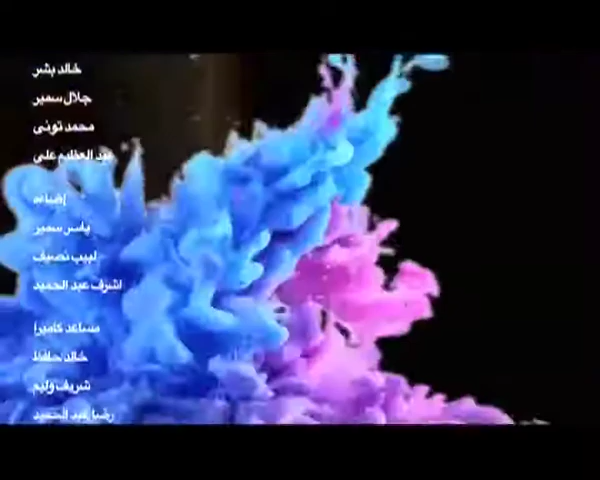 خالد بشر
جلال سمير
محمد تونى
عبد العظيم على
إضاءه
ياسر سمير
لبيب نصيف
اشرف عبد الحميد
مساعد كاميرا
خالد حافظ
شريف وليم
رضا عبد الحميد